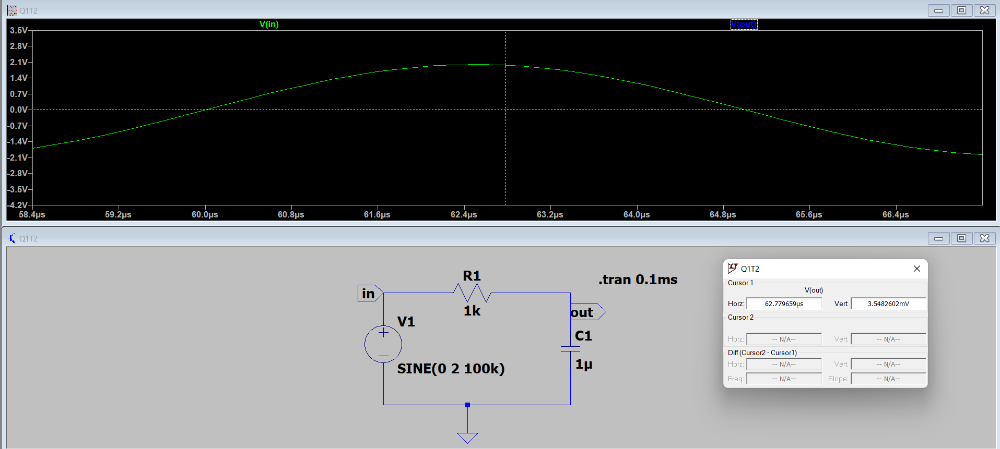 Q1T2
V(in)
V(out)
3.5V
2.8V
2.1V
1.4V
0.7V
0.0V
-0.7V
-1.4V
-2.1V
-2.8V
-3.5V
-4.2V
58.4µs 59.2µs 60.0µs 60.8µs 61.6µs 62.4µs 63.2µs 64.0µs 64.8µs 65.6µs 66.4µs
Q1T2
R1
.tran 0.1ms
in
1k
out
V1
C1
SINE(0 2 100k)
1µ
Q1T2
Cursor 1
V(out)
Horz: 62.779659µs Vert: 3.5482602mV
Cursor 2
Horz: -- N/A-- Vert: -- N/A--
Diff (Cursor2 - Cursor1)
Horz: -- N/A-- Vert: -- N/A--
Freq: -- N/A-- Slope: -- N/A--